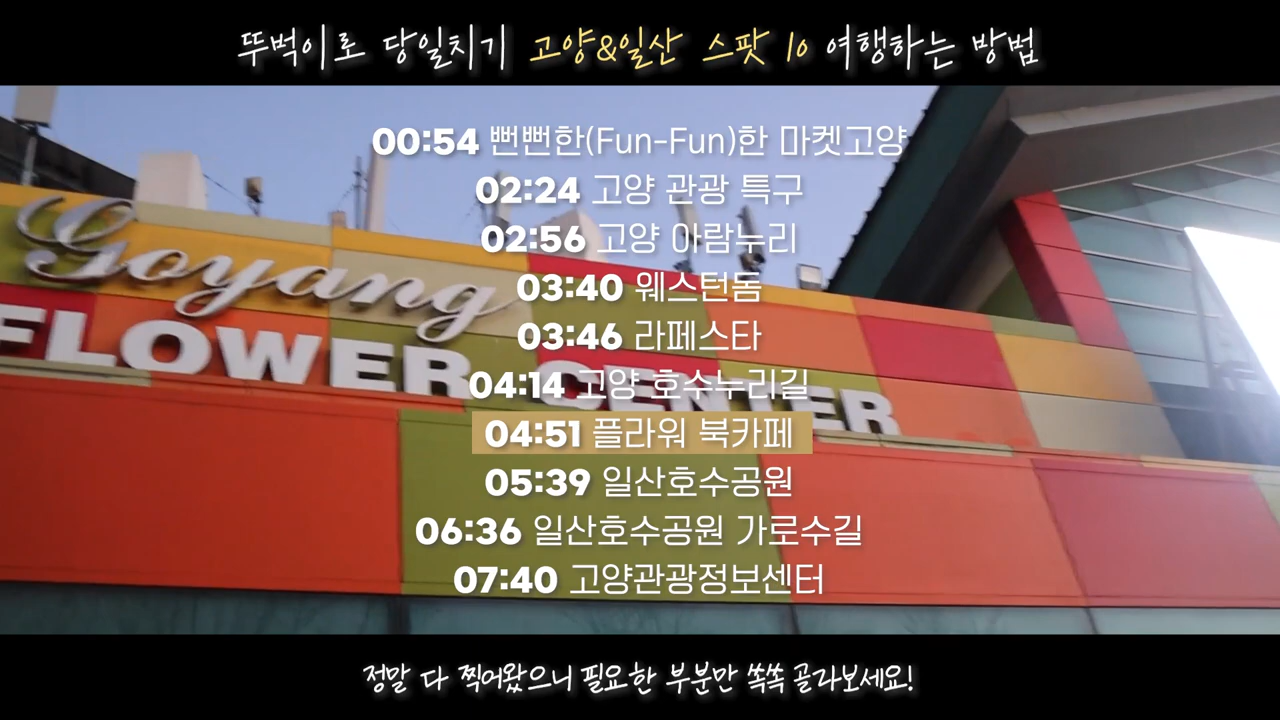 뚜벅이로 당일치기 고양&일산 스팟 10 여행하는 방법
00:54 뻔뻔한(Fun-Fun)한 마켓고양
02:24 고양 관광 특구
02:56 고양 아람누리
03:40 웨스턴돔
03:46 라페스타
04:14 고양 호수누리길
04:51 플라워 북카페
05:39 일산호수공원
06:36 일산호수공원 가로수길
07:40 고양관광정보센터
Goyang
FLOWER CENTER
정말 다 찍어왔으니 필요한 부분만 쏙쏙 골라보세요!